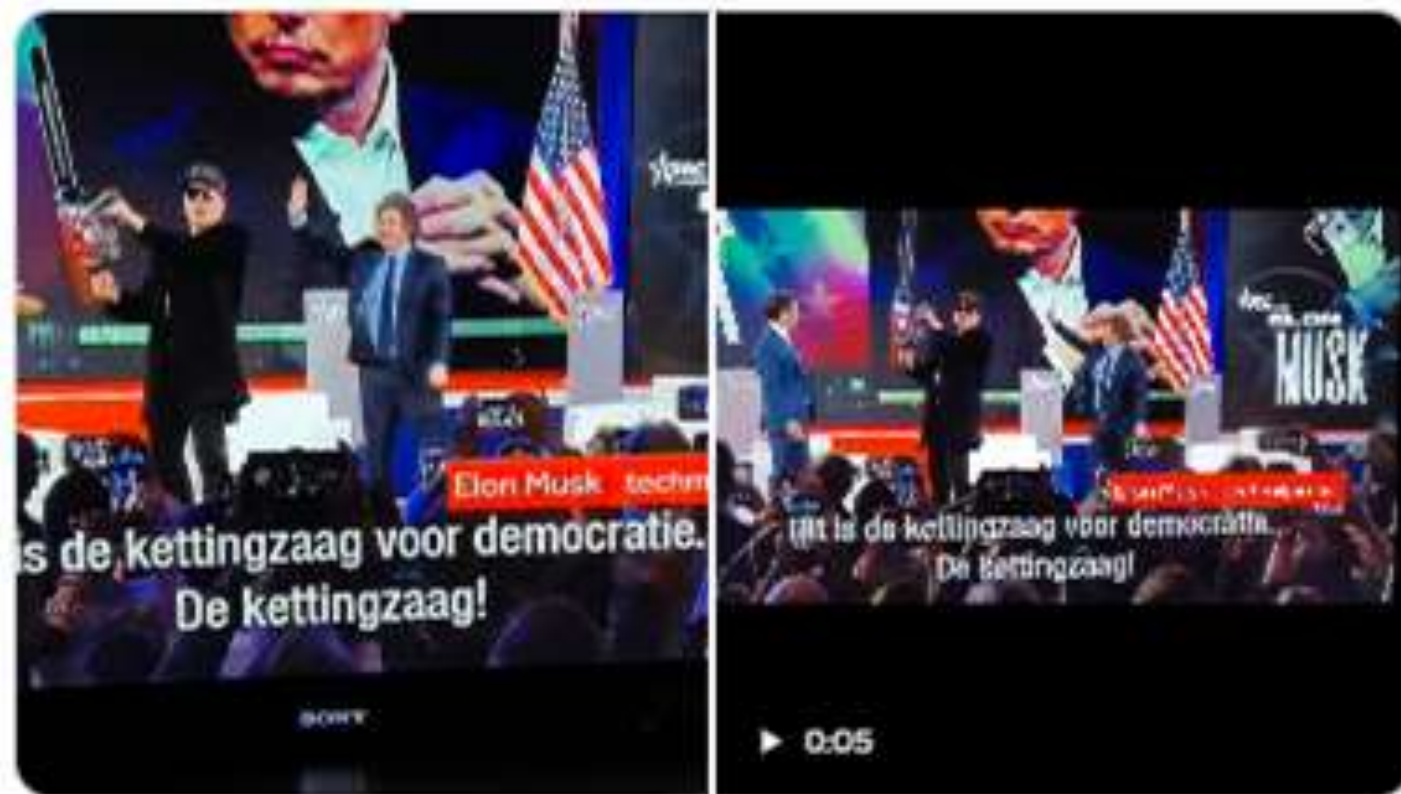 Elon Musk techm
is de kettingzaag voor democratie.
De kettingzaag!
SONY
MUSK
Dit is de kettingzaag voor democratie.
De kettingzaag!
0:05